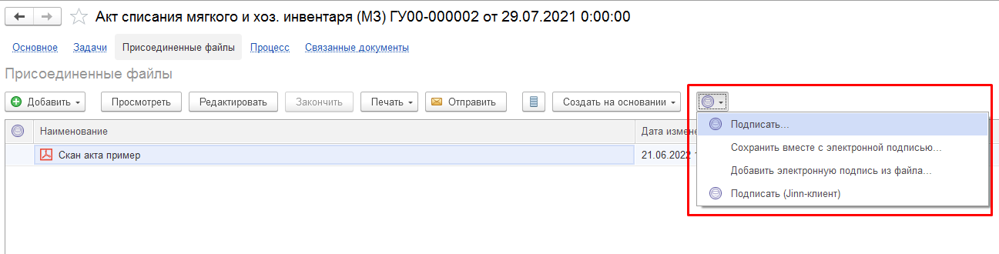 Акт списания мягкого и хоз. инвентаря (МЗ) ГУ00-000002 от 29.07.2021 0:00:00
Основное Задачи Присоединенные файлы Процесс Связанные документы
Присоединенные файлы
Добавить Просмотреть Редактировать Закончить Печать Отправить Создать на основании
Наименование Дата измене
Подписать...
Скан акта пример 21.06.2022
Сохранить вместе с электронной подписью...
Добавить электронную подпись из файла...
Подписать (Jinn-клиент)